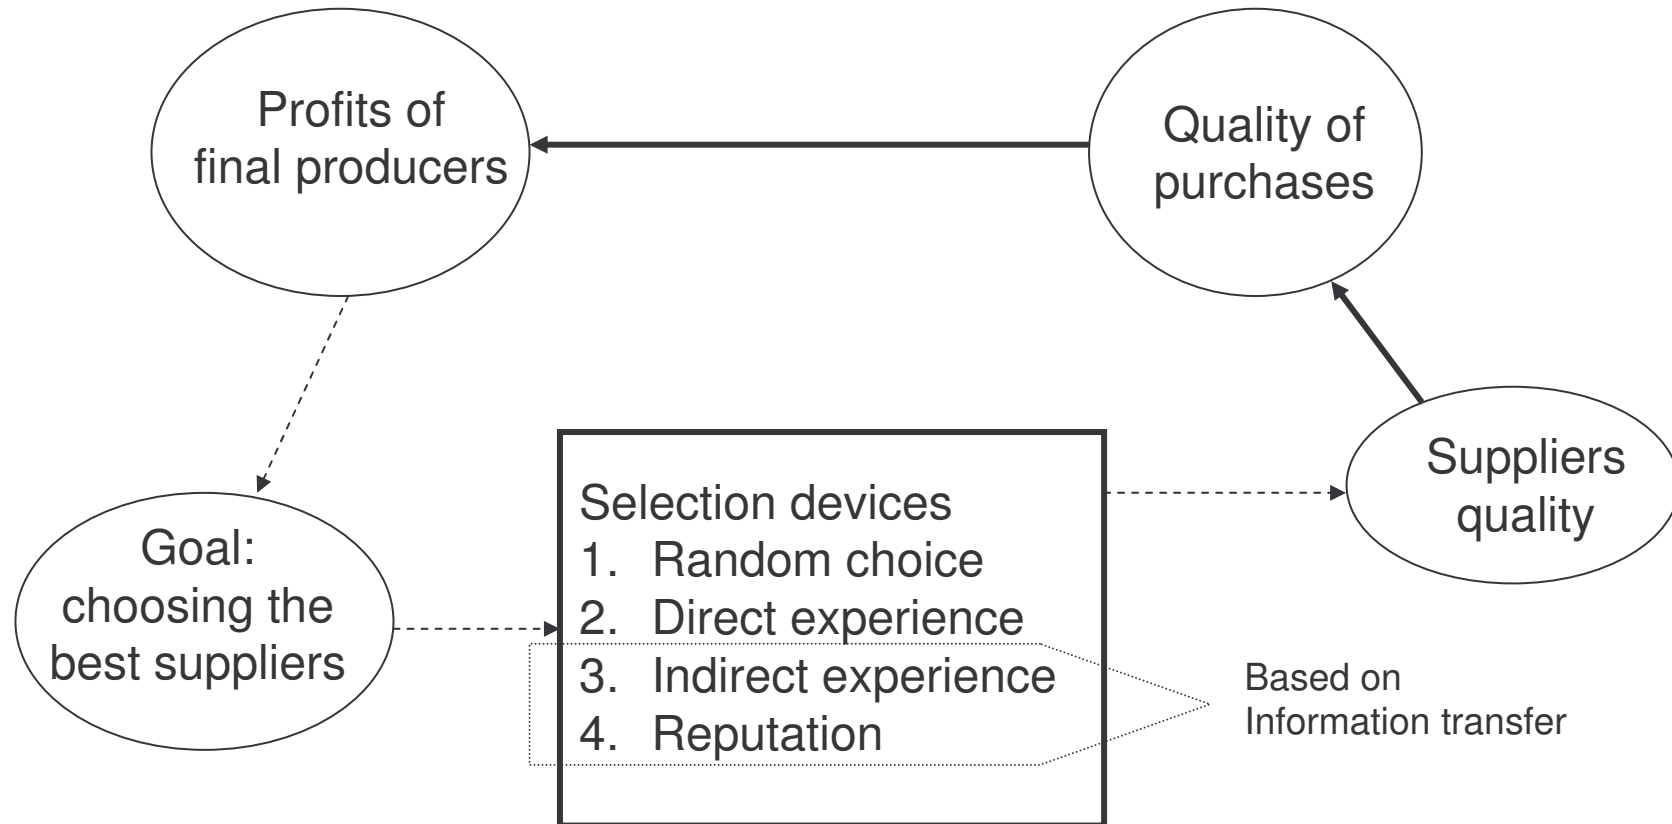 Profits of
final producers
Quality of
purchases
Suppliers
quality
Goal:
choosing the
best suppliers
Selection devices
1. Random choice
2. Direct experience
3. Indirect experience
4. Reputation
Based on
Information transfer